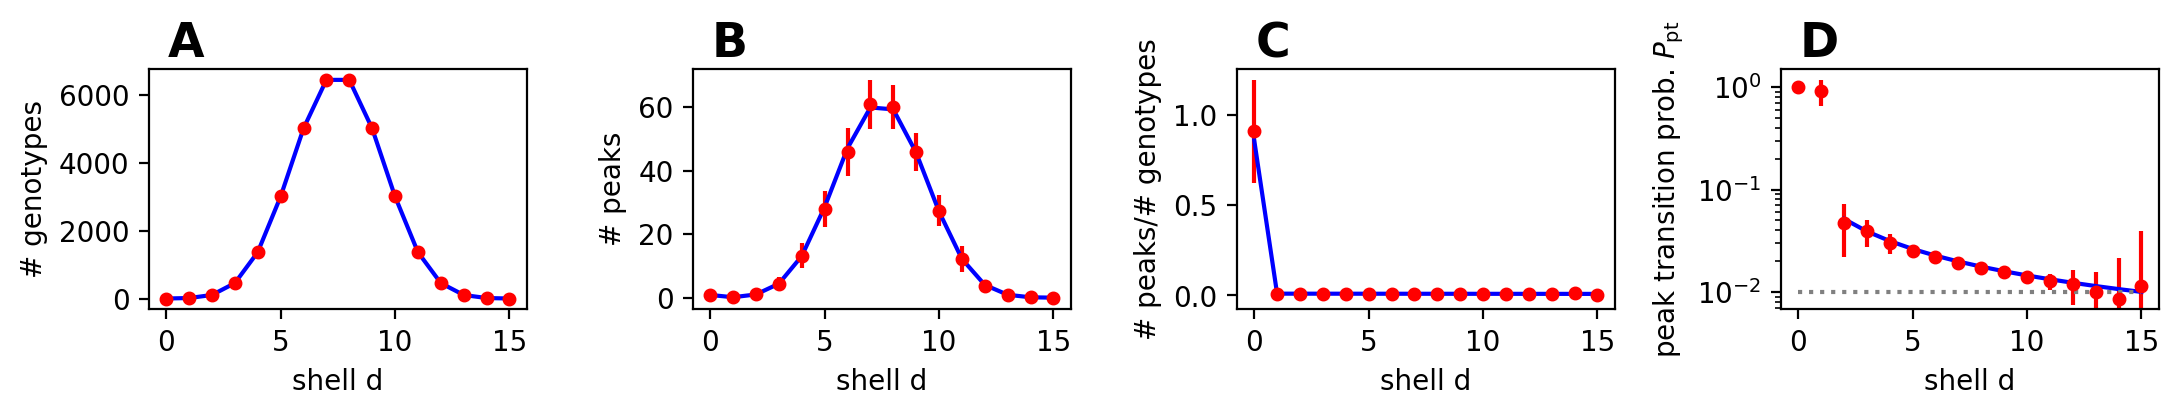 A
# genotypes
6000
4000
2000
0
0 5 10 15
shell d
B
# peaks
60
40
20
0
0 5 10 15
shell d
C
# peaks/# genotypes
1.0
0.5
0.0
0 5 10 15
shell d
D
peak transition prob. P_pt
10^0
10^−1
10^−2
0 5 10 15
shell d